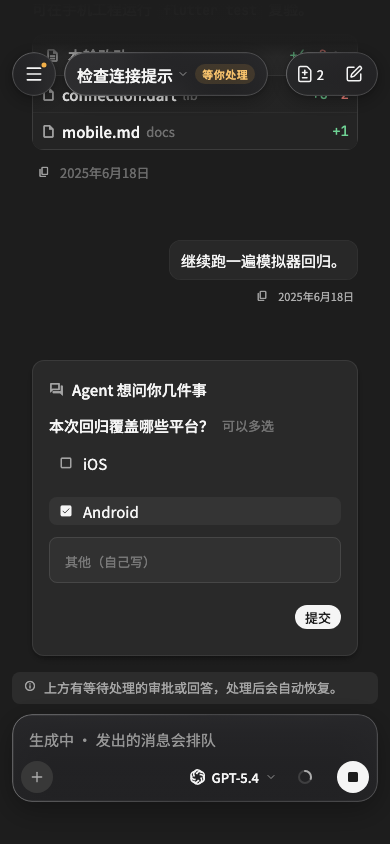 检查连接提示 等你处理 2
connection.dart lib
mobile.md docs +1
2025年6月18日
继续跑一遍模拟器回归。
2025年6月18日
Agent 想问你几件事
本次回归覆盖哪些平台？ 可以多选
iOS
Android
其他（自己写）
提交
上方有等待处理的审批或回答，处理后会自动恢复。
生成中 · 发出的消息会排队
GPT-5.4